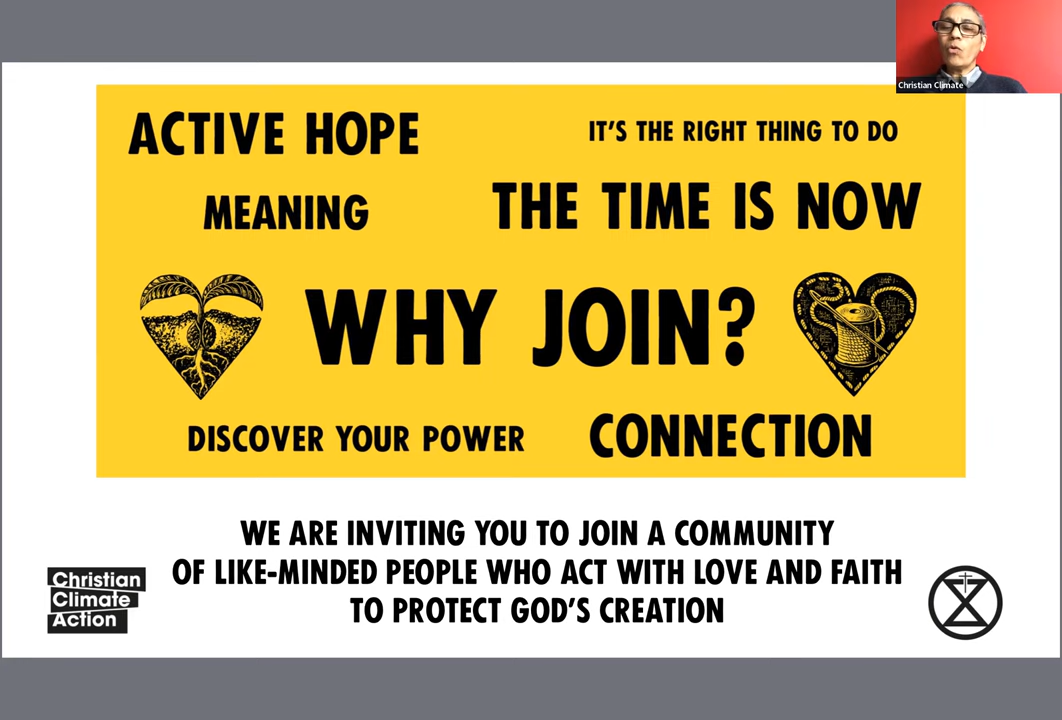 Christian Climate
ACTIVE HOPE
IT'S THE RIGHT THING TO DO
MEANING
THE TIME IS NOW
WHY JOIN?
DISCOVER YOUR POWER
CONNECTION
WE ARE INVITING YOU TO JOIN A COMMUNITY
OF LIKE-MINDED PEOPLE WHO ACT WITH LOVE AND FAITH
TO PROTECT GOD'S CREATION
Christian
Climate
Action